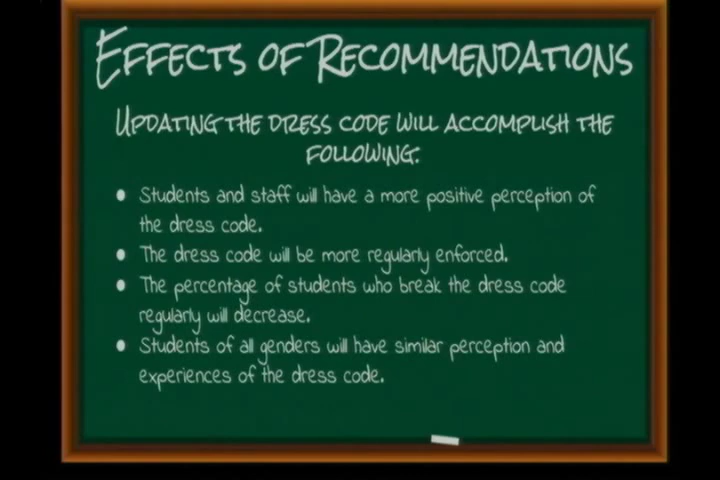 Effects of Recommendations
Updating the dress code will accomplish the
following:
• Students and staff will have a more positive perception of
the dress code.
• The dress code will be more regularly enforced.
• The percentage of students who break the dress code
regularly will decrease.
• Students of all genders will have similar perception and
experiences of the dress code.